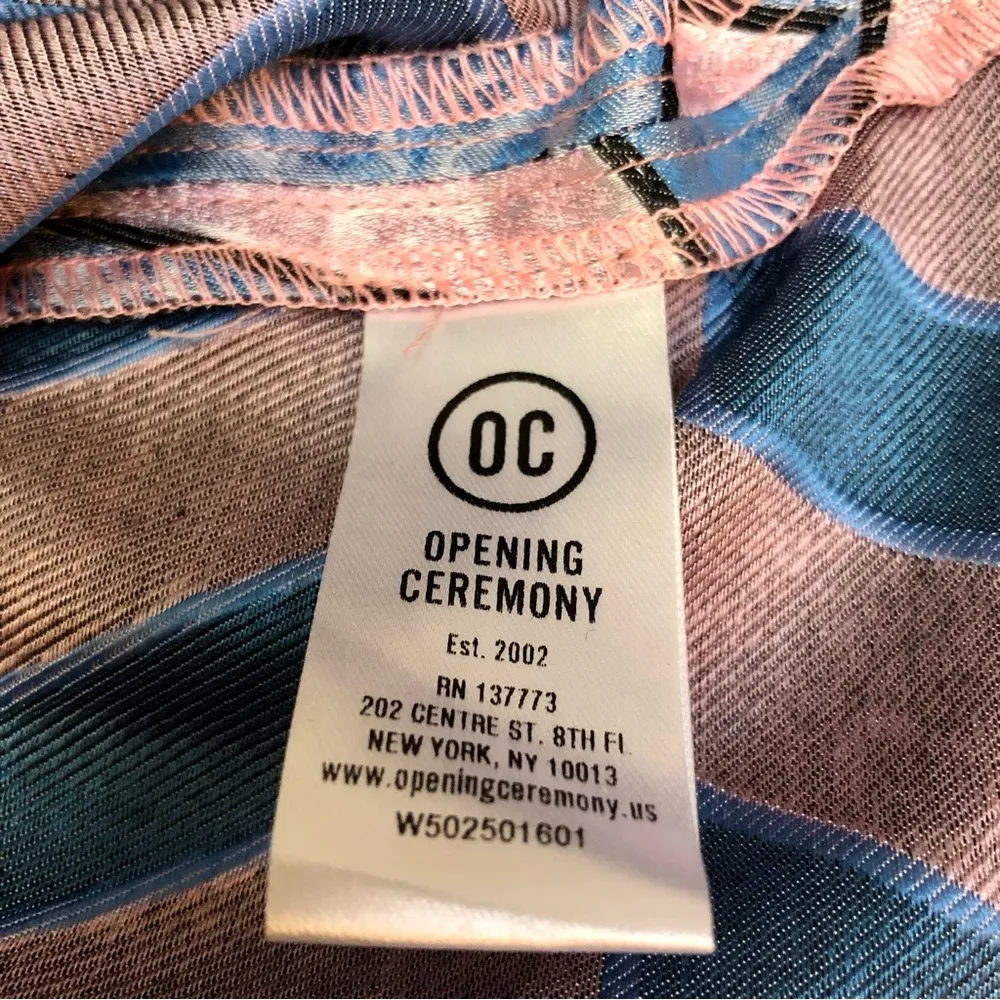 OC
OPENING
CEREMONY
Est. 2002
RN 137773
202 CENTRE ST. 8TH Fl.
NEW YORK, NY 10013
www.openingceremony.us
W502501601